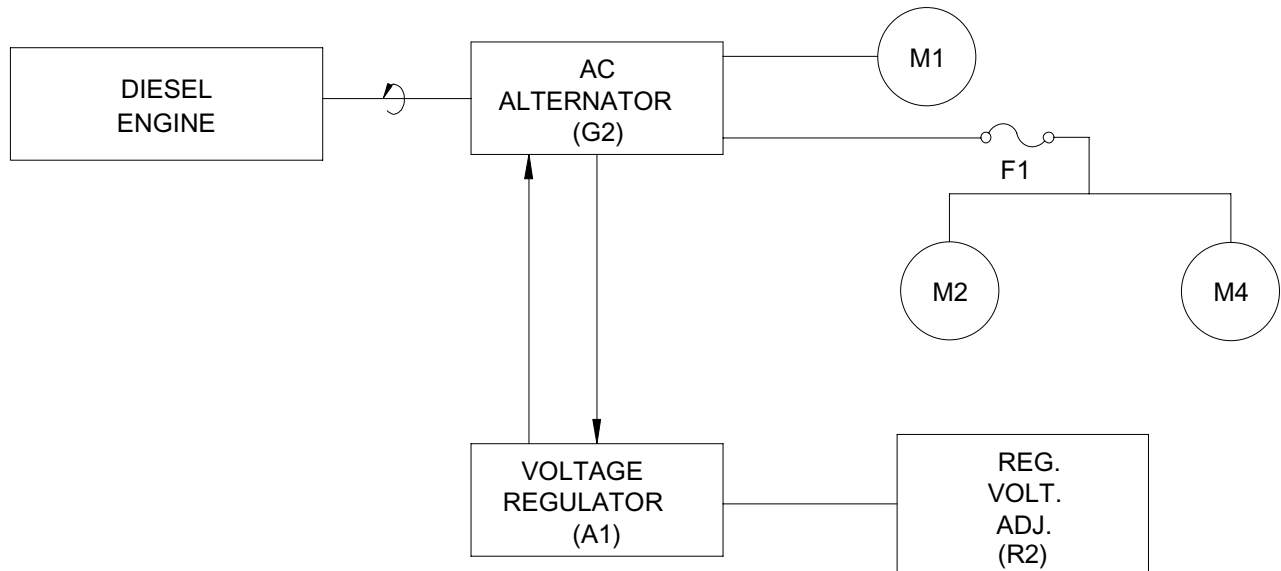 DIESEL
ENGINE
AC
ALTERNATOR
(G2)
M1
F1
M2
M4
VOLTAGE
REGULATOR
(A1)
REG.
VOLT.
ADJ.
(R2)